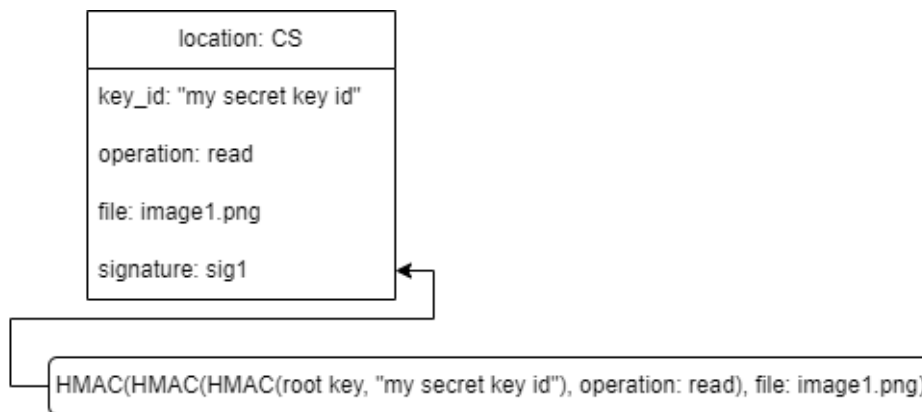 location: CS
key_id: "my secret key id"
operation: read
file: image1.png
signature: sig1
HMAC(HMAC(HMAC(root key, "my secret key id"), operation: read), file: image1.png)